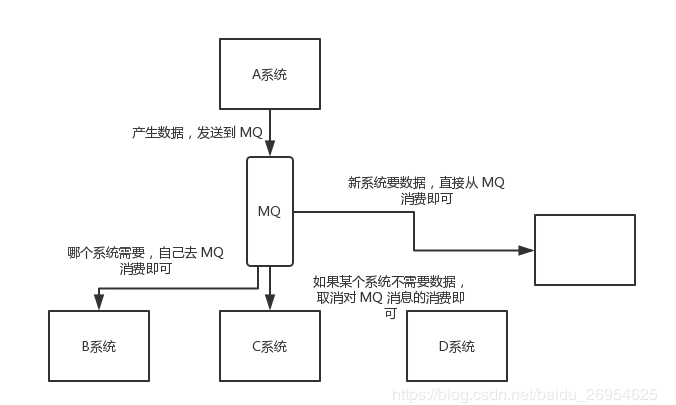 A系统
产生数据，发送到 MQ
MQ
新系统要数据，直接从 MQ
消费即可
哪个系统需要，自己去 MQ
消费即可
如果某个系统不需要数据，
取消对 MQ 消息的消费即
可
B系统
C系统
D系统
https://blog.csdn.net/baidu_26954625